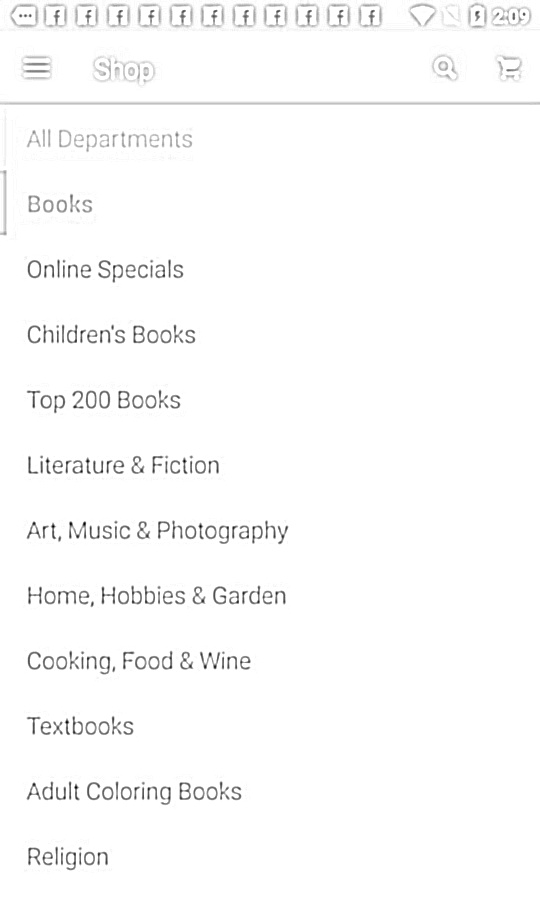 2:09
Shop
All Departments
Books
Online Specials
Children's Books
Top 200 Books
Literature & Fiction
Art, Music & Photography
Home, Hobbies & Garden
Cooking, Food & Wine
Textbooks
Adult Coloring Books
Religion